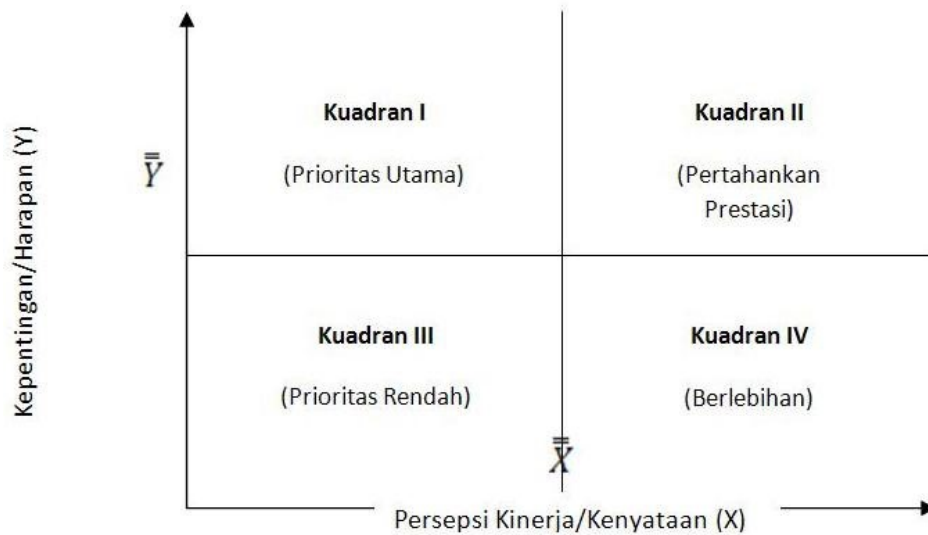 Kepentingan/Harapan (Y)
Kuadran I
(Prioritas Utama)
Kuadran II
(Pertahankan
Prestasi)
Y̿
Kuadran III
(Prioritas Rendah)
Kuadran IV
(Berlebihan)
X̿
Persepsi Kinerja/Kenyataan (X)